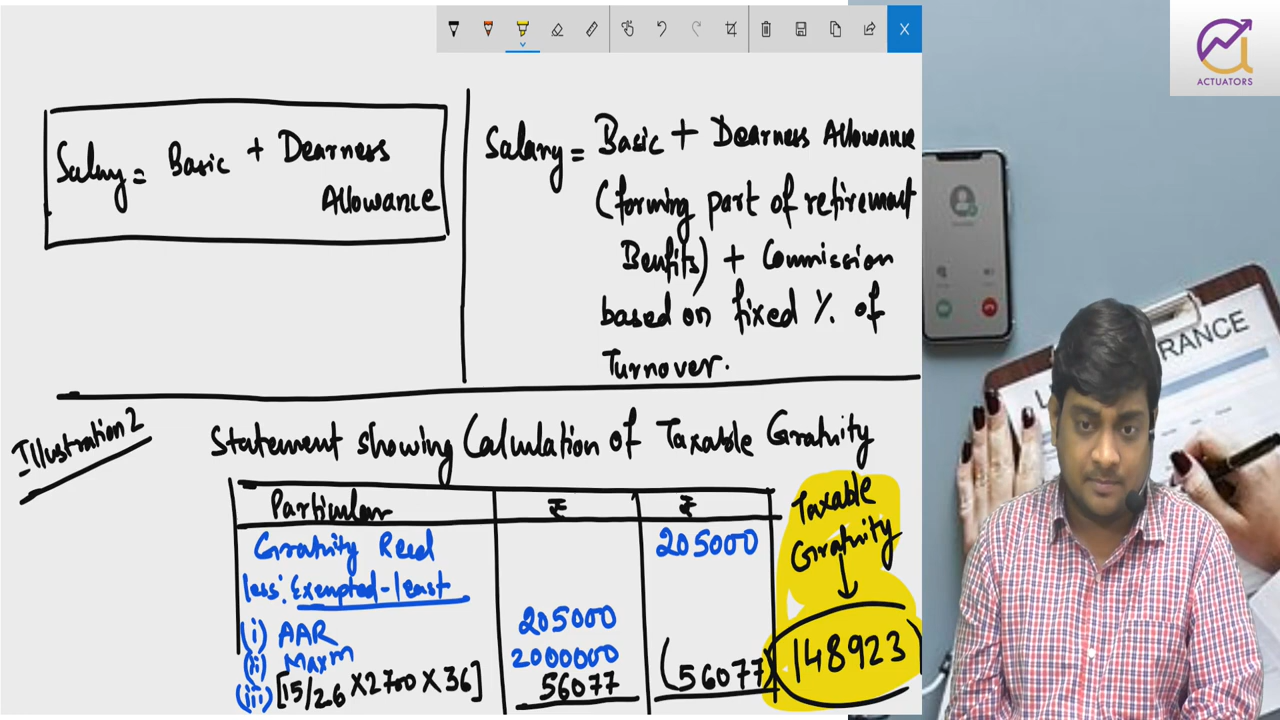 ACTUATORS
Salary = Basic + Dearness
Allowance
Salary = Basic + Dearness Allowance
(forming part of retirement
Benfits) + Commission
based on fixed % of
Turnover.
Illustration 2
Statement showing Calculation of Taxable Gratuity
Particular ₹ ₹
Gratuity Recd 205000
less: Exempted - least
(i) AAR 205000
(ii) Maxm 2000000
(iii) [15/26 × 2700 × 36] 56077 (56077)
Taxable
Gratuity
↓
148923
RANCE